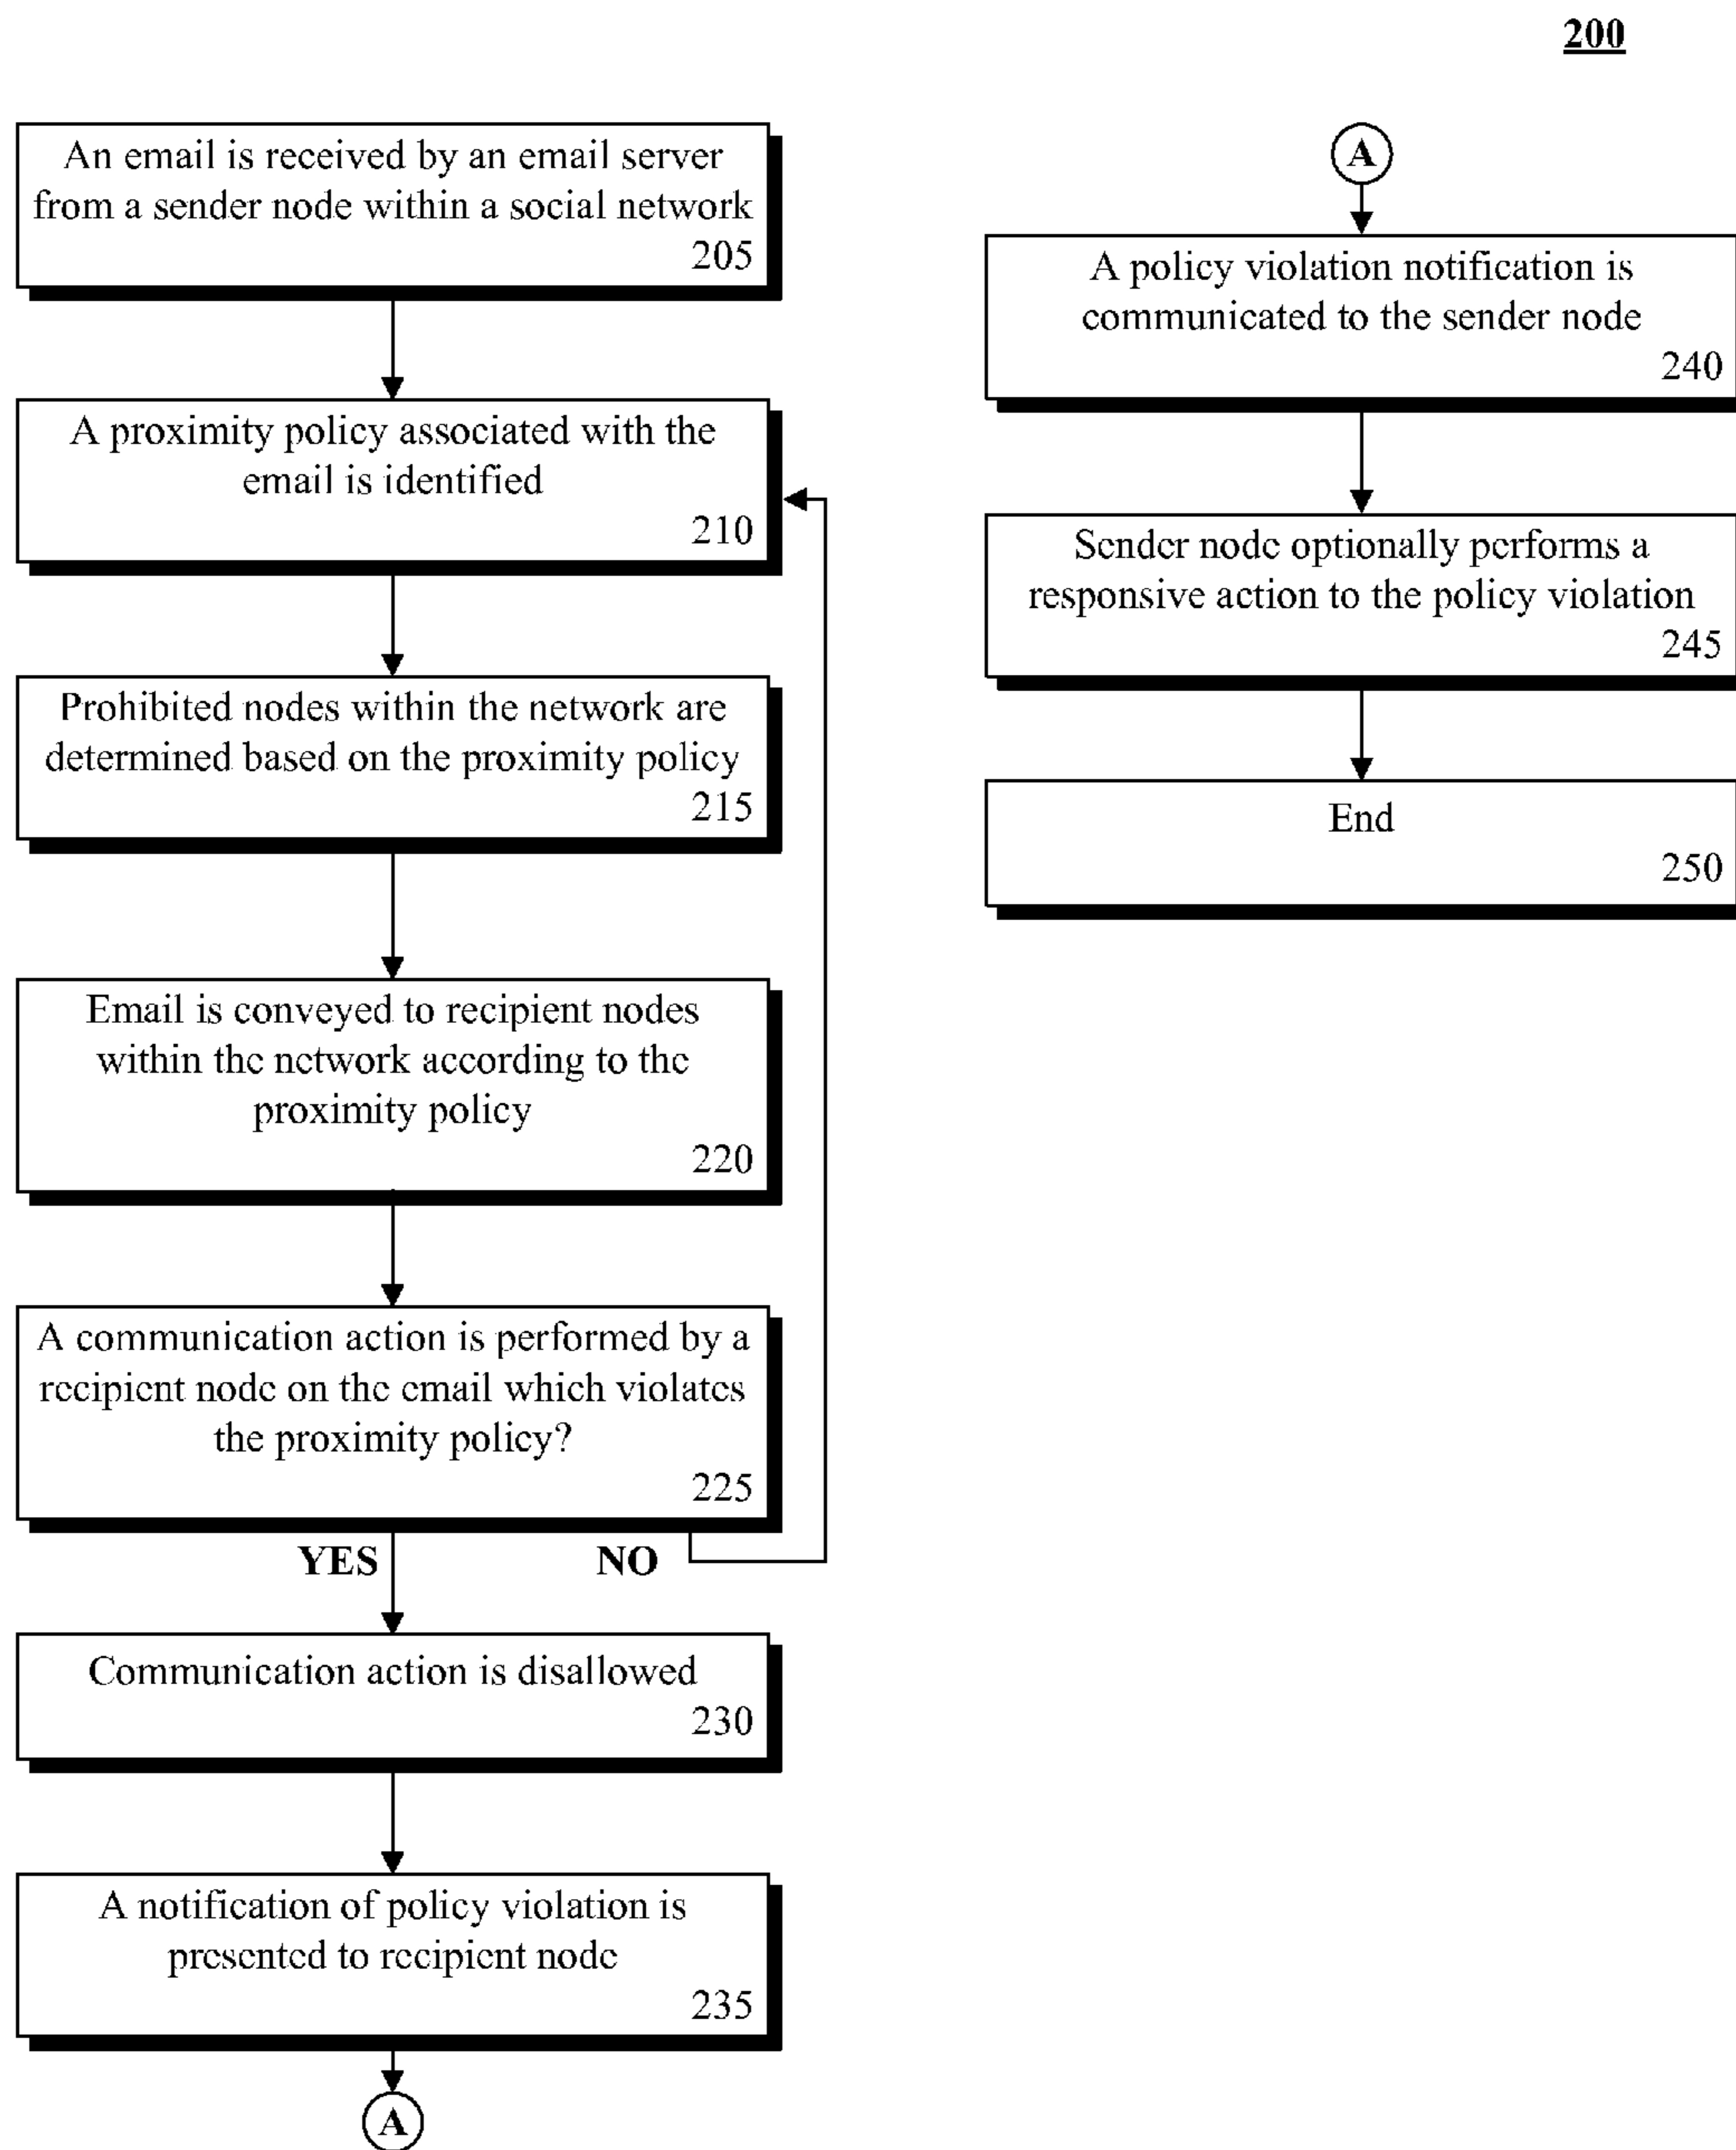 200
An email is received by an email server
from a sender node within a social network
205
A proximity policy associated with the
email is identified
210
Prohibited nodes within the network are
determined based on the proximity policy
215
Email is conveyed to recipient nodes
within the network according to the
proximity policy
220
A communication action is performed by a
recipient node on the email which violates
the proximity policy?
225
YES
NO
Communication action is disallowed
230
A notification of policy violation is
presented to recipient node
235
A
A
A policy violation notification is
communicated to the sender node
240
Sender node optionally performs a
responsive action to the policy violation
245
End
250